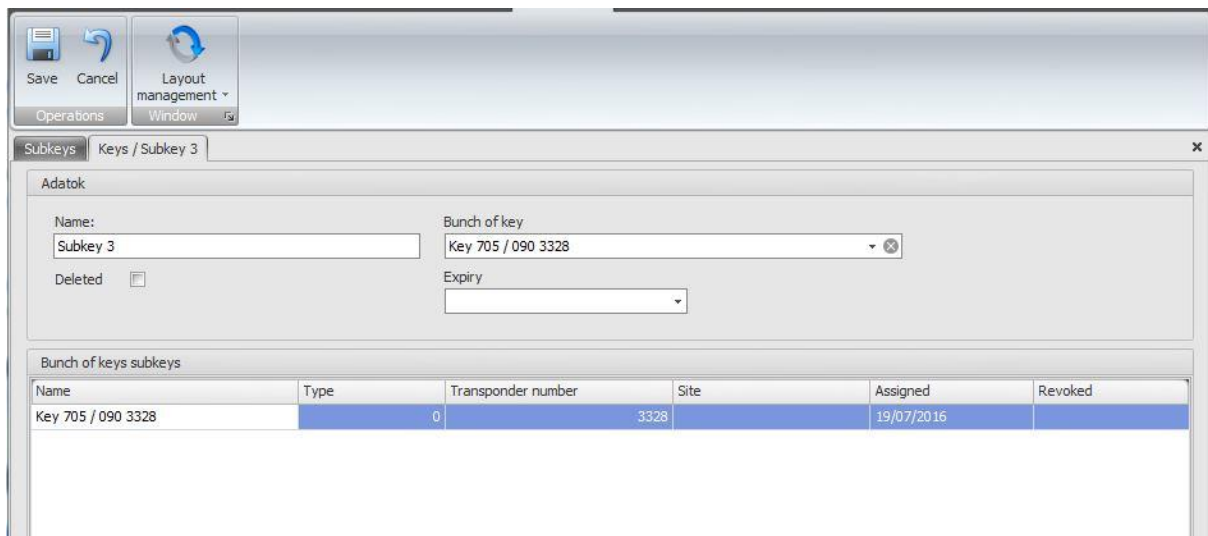 Save Cancel Layout management
Operations Window
Subkeys Keys / Subkey 3
Adatok
Name: Bunch of key
Subkey 3 Key 705 / 090 3328
Deleted Expiry
Bunch of keys subkeys
Name Type Transponder number Site Assigned Revoked
Key 705 / 090 3328 0 3328 19/07/2016